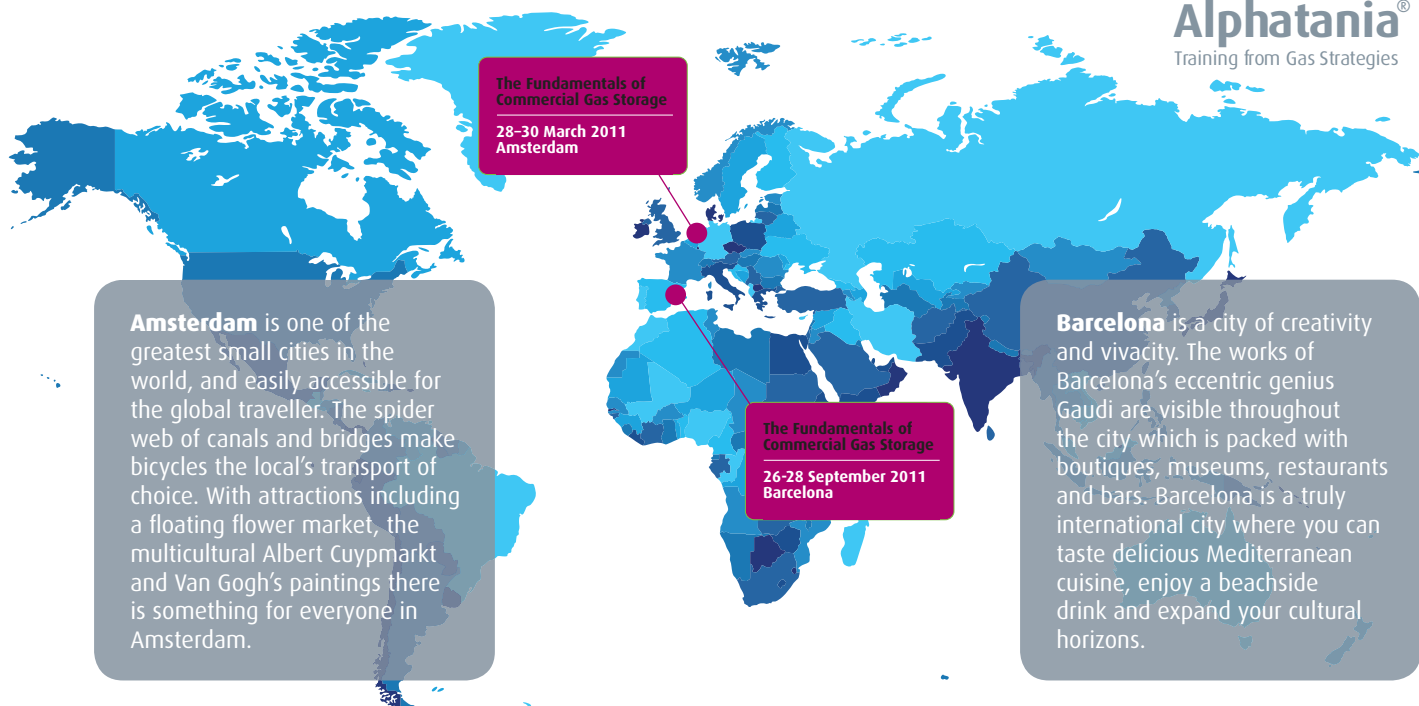 Alphatania®
Training from Gas Strategies
The Fundamentals of
Commercial Gas Storage
28–30 March 2011
Amsterdam
Amsterdam is one of the
greatest small cities in the
world, and easily accessible for
the global traveller. The spider
web of canals and bridges make
bicycles the local’s transport of
choice. With attractions including
a floating flower market, the
multicultural Albert Cuypmarkt
and Van Gogh’s paintings there
is something for everyone in
Amsterdam.
The Fundamentals of
Commercial Gas Storage
26-28 September 2011
Barcelona
Barcelona is a city of creativity
and vivacity. The works of
Barcelona’s eccentric genius
Gaudi are visible throughout
the city which is packed with
boutiques, museums, restaurants
and bars. Barcelona is a truly
international city where you can
taste delicious Mediterranean
cuisine, enjoy a beachside
drink and expand your cultural
horizons.